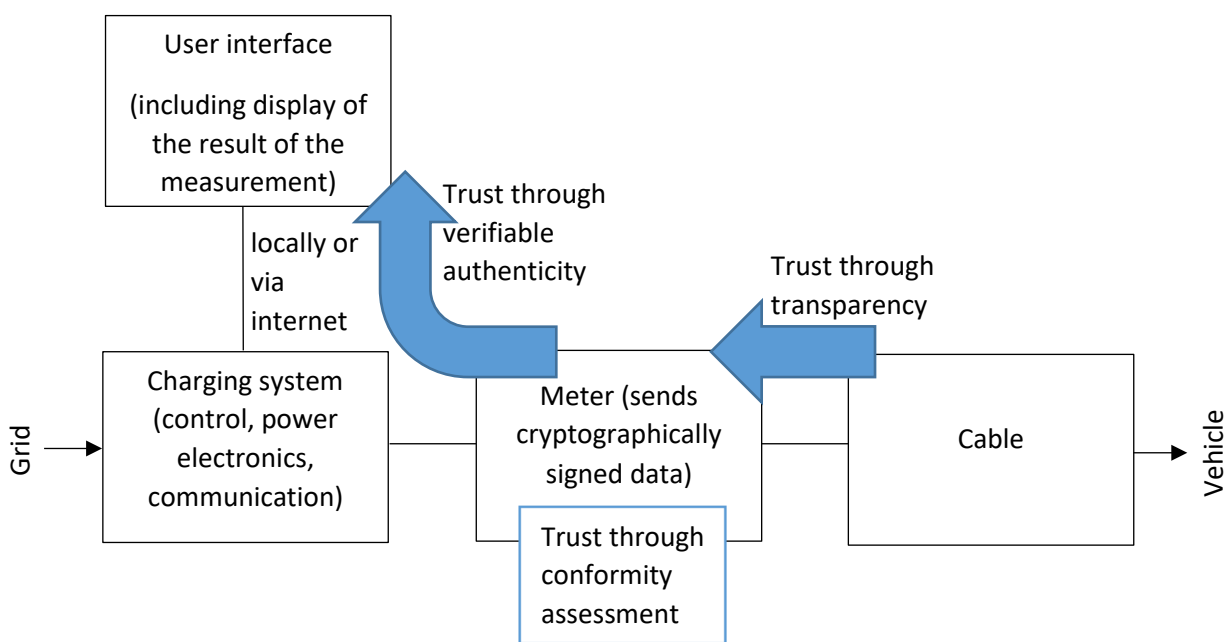 User interface
(including display of
the result of the
measurement)
Trust through
verifiable
authenticity
locally or
via
internet
Trust through
transparency
Grid
Charging system
(control, power
electronics,
communication)
Meter (sends
cryptographically
signed data)
Trust through
conformity
assessment
Cable
Vehicle